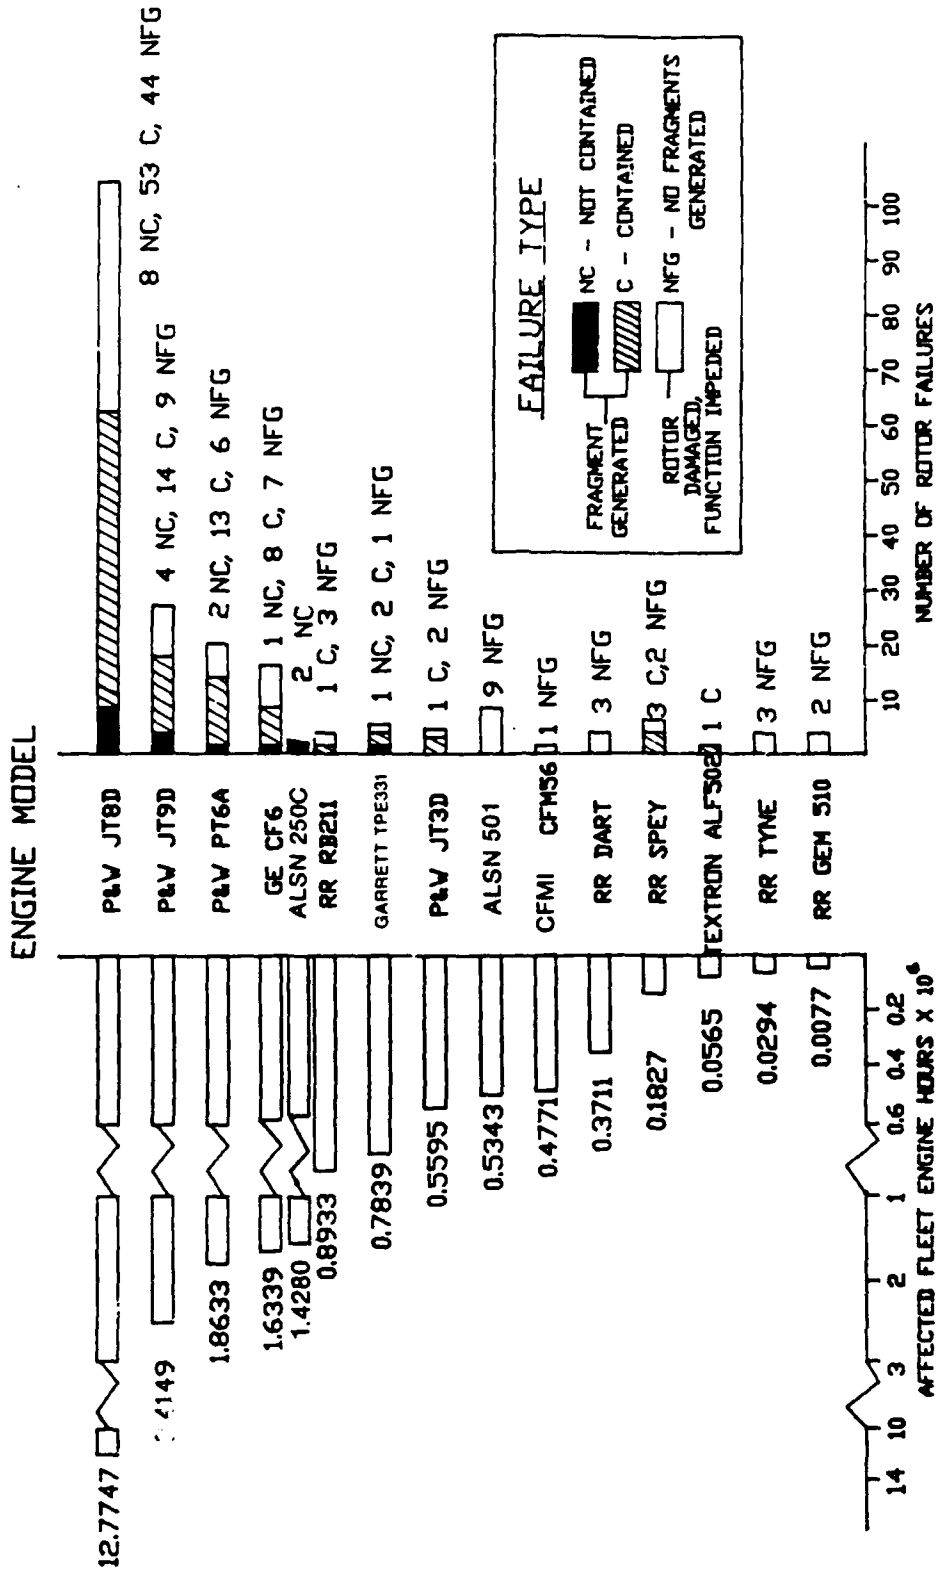 ENGINE MODEL
12.7747
P&W JT8D
8 NC, 53 C, 44 NFG
4149
P&W JT9D
4 NC, 14 C, 9 NFG
1.8633
P&W PT6A
2 NC, 13 C, 6 NFG
1.6339
GE CF6
1 NC, 8 C, 7 NFG
1.4280
ALSN 250C
2 NC
0.8933
RR RB211
1 C, 3 NFG
0.7839
GARRETT TPE331
1 NC, 2 C, 1 NFG
0.5595
P&W JT3D
1 C, 2 NFG
0.5343
ALSN 501
9 NFG
0.4771
CFMI CFM56
1 NFG
0.3711
RR DART
3 NFG
0.1827
RR SPEY
3 C,2 NFG
0.0565
TEXTRON ALF502
1 C
0.0294
RR TYNE
3 NFG
0.0077
RR GEM 510
2 NFG
FAILURE TYPE
FRAGMENT
GENERATED
NC - NOT CONTAINED
C - CONTAINED
ROTOR
DAMAGED,
FUNCTION IMPEDED
NFG - NO FRAGMENTS
GENERATED
14 10 3 2 1 0.6 0.4 0.2
AFFECTED FLEET ENGINE HOURS X 10⁶
10 20 30 40 50 60 70 80 90 100
NUMBER OF ROTOR FAILURES